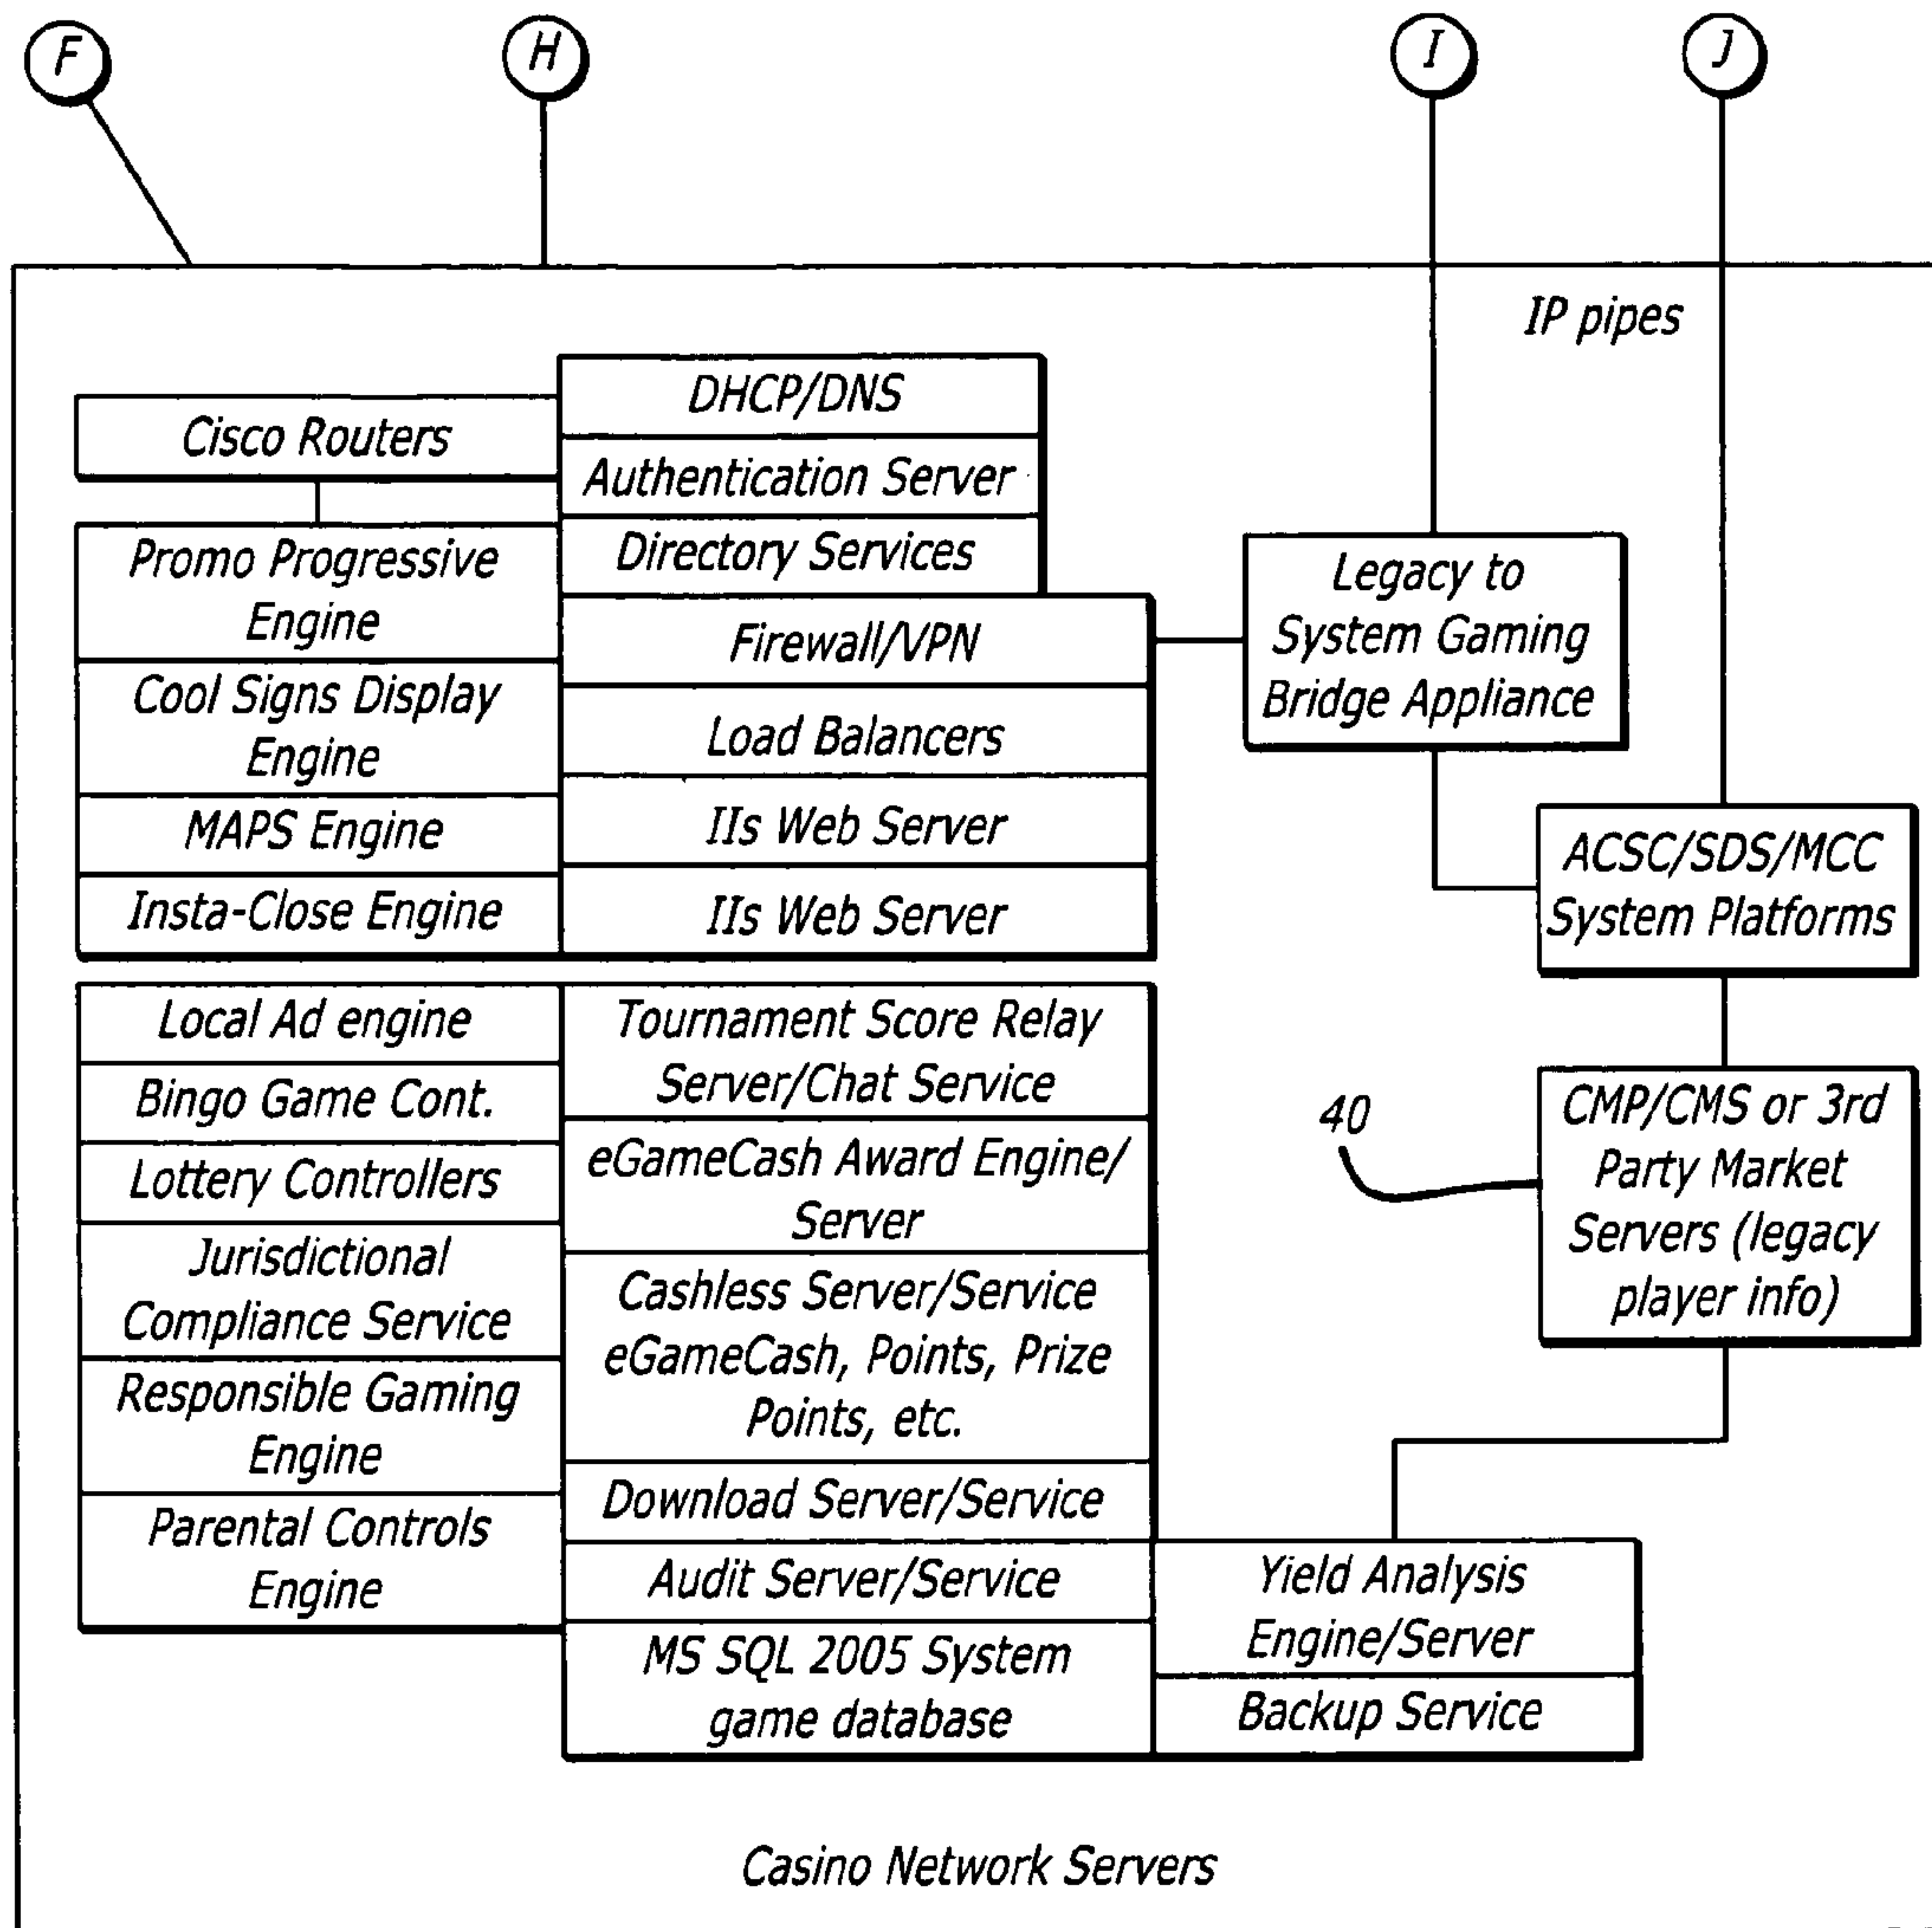 F
H
I
J
IP pipes
Cisco Routers
Promo Progressive
Engine
Cool Signs Display
Engine
MAPS Engine
Insta-Close Engine
DHCP/DNS
Authentication Server
Directory Services
Firewall/VPN
Load Balancers
IIs Web Server
IIs Web Server
Legacy to
System Gaming
Bridge Appliance
ACSC/SDS/MCC
System Platforms
Local Ad engine
Bingo Game Cont.
Lottery Controllers
Jurisdictional
Compliance Service
Responsible Gaming
Engine
Parental Controls
Engine
Tournament Score Relay
Server/Chat Service
eGameCash Award Engine/
Server
Cashless Server/Service
eGameCash, Points, Prize
Points, etc.
Download Server/Service
Audit Server/Service
MS SQL 2005 System
game database
40
CMP/CMS or 3rd
Party Market
Servers (legacy
player info)
Yield Analysis
Engine/Server
Backup Service
Casino Network Servers